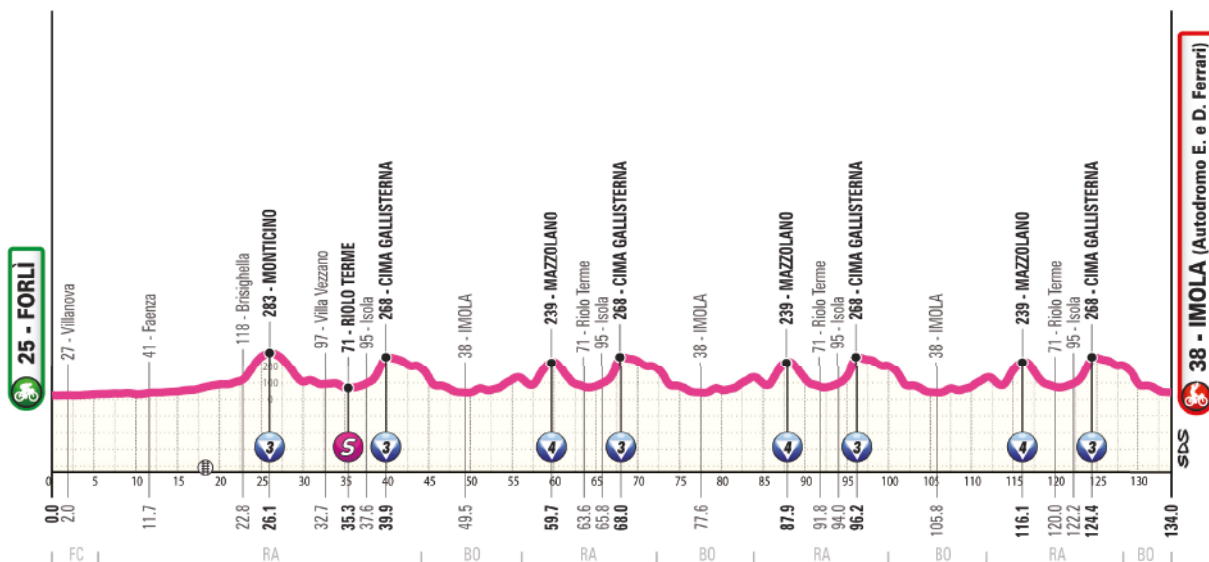 25 - FORLÌ
27 - Villanova
41 - Faenza
118 - Brisighella
283 - MONTICINO
97 - Villa Vezzano
71 - RIOLO TERME
95 - Isola
268 - CIMA GALLISTERNA
38 - IMOLA
239 - MAZZOLANO
71 - Riolo Terme
95 - Isola
268 - CIMA GALLISTERNA
38 - IMOLA
239 - MAZZOLANO
71 - Riolo Terme
95 - Isola
268 - CIMA GALLISTERNA
38 - IMOLA
239 - MAZZOLANO
71 - Riolo Terme
95 - Isola
268 - CIMA GALLISTERNA
38 - IMOLA (Autodromo E. e D. Ferrari)
200
100
0
3 S 3 4 3 4 3 4 3
SDS
0 5 10 15 20 25 30 35 40 45 50 55 60 65 70 75 80 85 90 95 100 105 110 115 120 125 130
0.0 2.0 11.7 22.8 26.1 32.7 35.3 37.6 39.9 49.5 59.7 63.6 65.8 68.0 77.6 87.9 91.8 94.0 96.2 105.8 116.1 120.0 122.2 124.4 134.0
FC RA BO RA BO RA BO RA BO